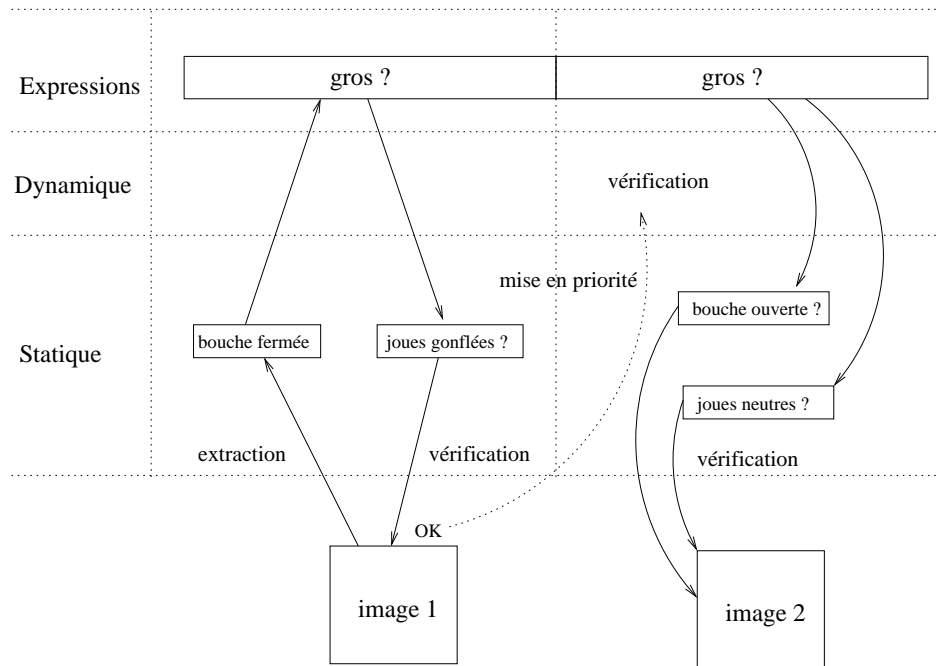 Expressions
gros ?
gros ?
Dynamique
vérification
mise en priorité
Statique
bouche fermée
joues gonflées ?
bouche ouverte ?
joues neutres ?
extraction
vérification
vérification
OK
image 1
image 2